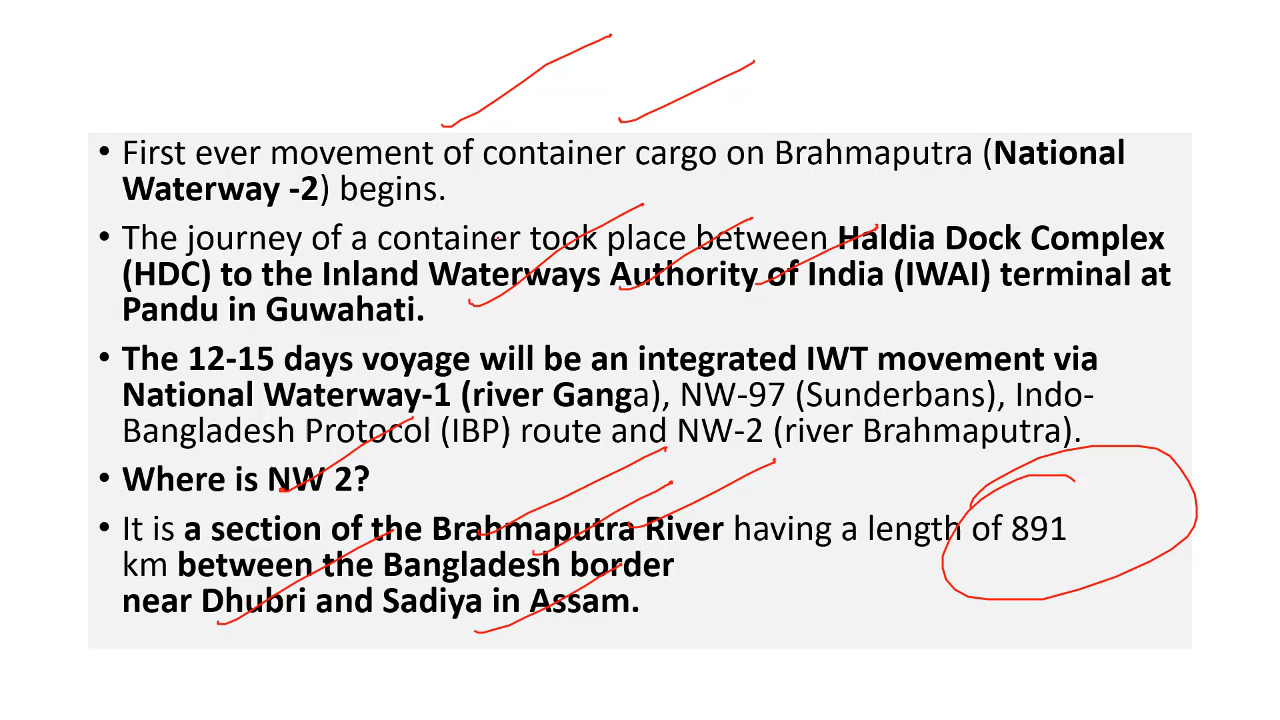 • First ever movement of container cargo on Brahmaputra (National
Waterway -2) begins.
• The journey of a container took place between Haldia Dock Complex
(HDC) to the Inland Waterways Authority of India (IWAI) terminal at
Pandu in Guwahati.
• The 12-15 days voyage will be an integrated IWT movement via
National Waterway-1 (river Ganga), NW-97 (Sunderbans), Indo-
Bangladesh Protocol (IBP) route and NW-2 (river Brahmaputra).
• Where is NW 2?
• It is a section of the Brahmaputra River having a length of 891
km between the Bangladesh border
near Dhubri and Sadiya in Assam.